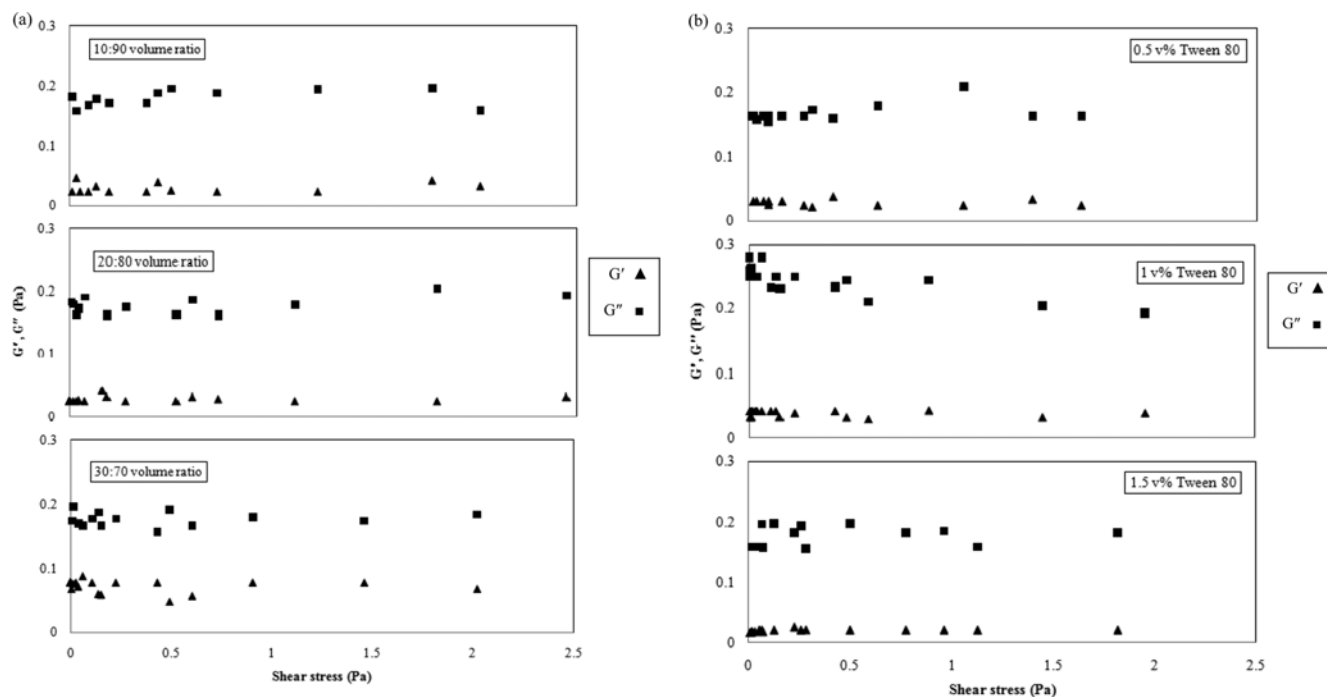 (a)
0.3
10:90 volume ratio
0.2
0.1
0
0.3
20:80 volume ratio
0.2
0.1
0
0.3
30:70 volume ratio
0.2
0.1
0
0 0.5 1 1.5 2 2.5
Shear stress (Pa)
G′, G″ (Pa)
G′ ▲
G″ ■
(b)
0.3
0.5 v% Tween 80
0.2
0.1
0
0.3
1 v% Tween 80
0.2
0.1
0
0.3
1.5 v% Tween 80
0.2
0.1
0
0 0.5 1 1.5 2 2.5
Shear stress (Pa)
G′, G″ (Pa)
G′ ▲
G″ ■